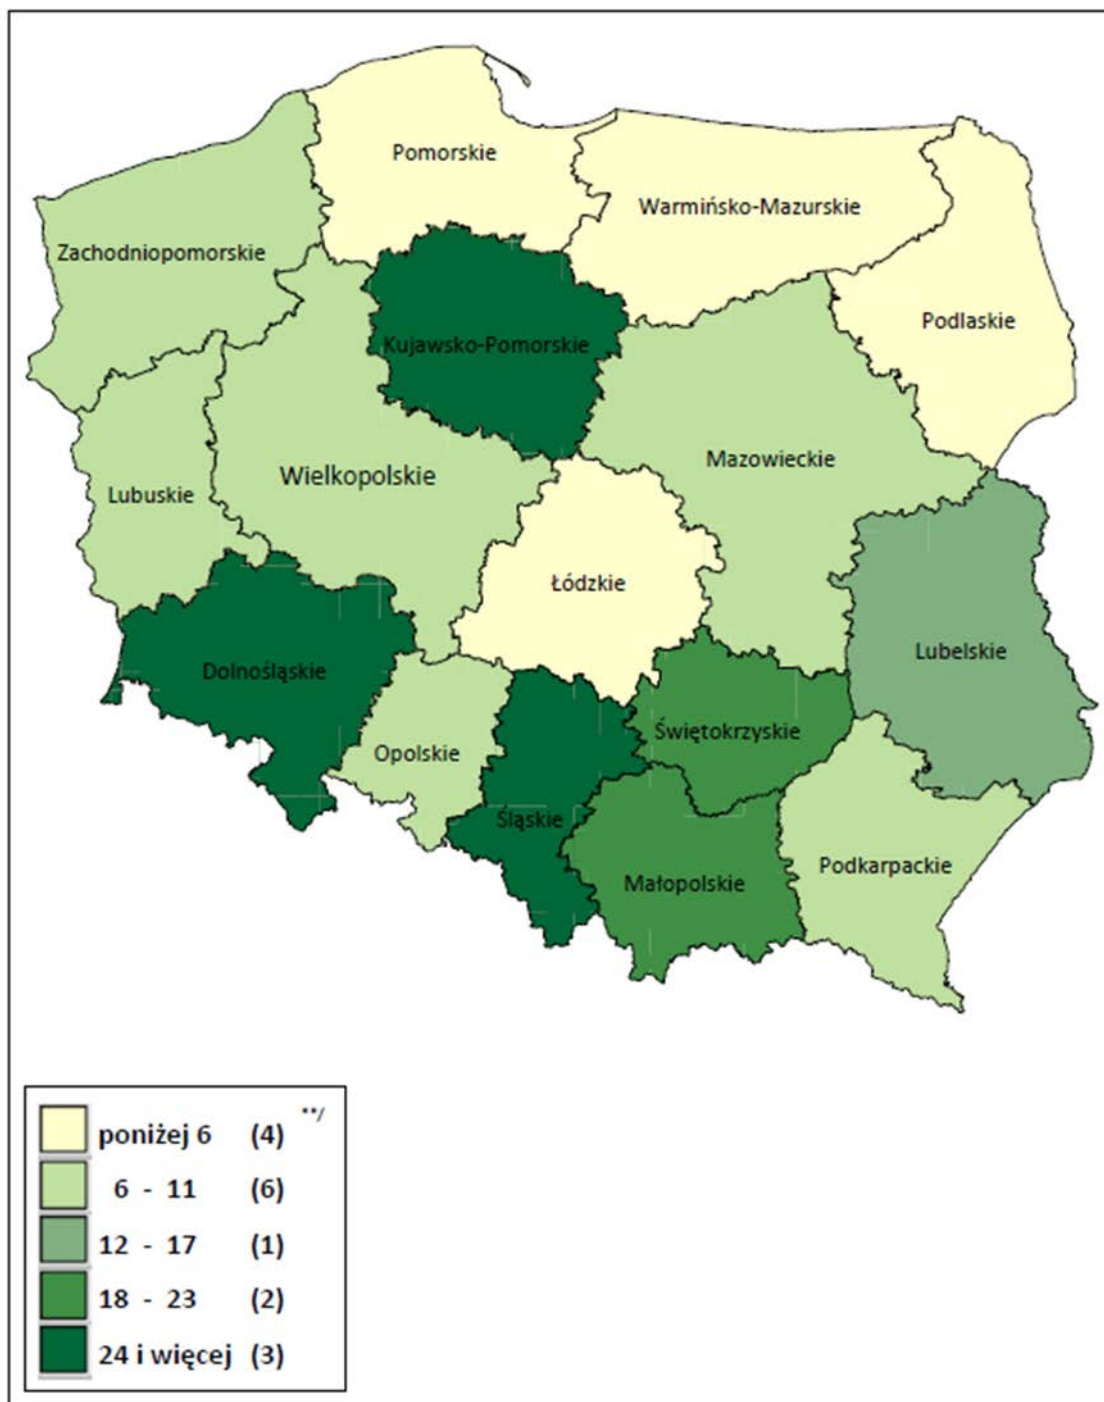 Pomorskie
Warmińsko-Mazurskie
Zachodniopomorskie
Podlaskie
Kujawsko-Pomorskie
Mazowieckie
Wielkopolskie
Lubuskie
Łódzkie
Lubelskie
Dolnośląskie
Świętokrzyskie
Opolskie
Śląskie
Podkarpackie
Małopolskie
**/
poniżej 6 (4)
6 - 11 (6)
12 - 17 (1)
18 - 23 (2)
24 i więcej (3)